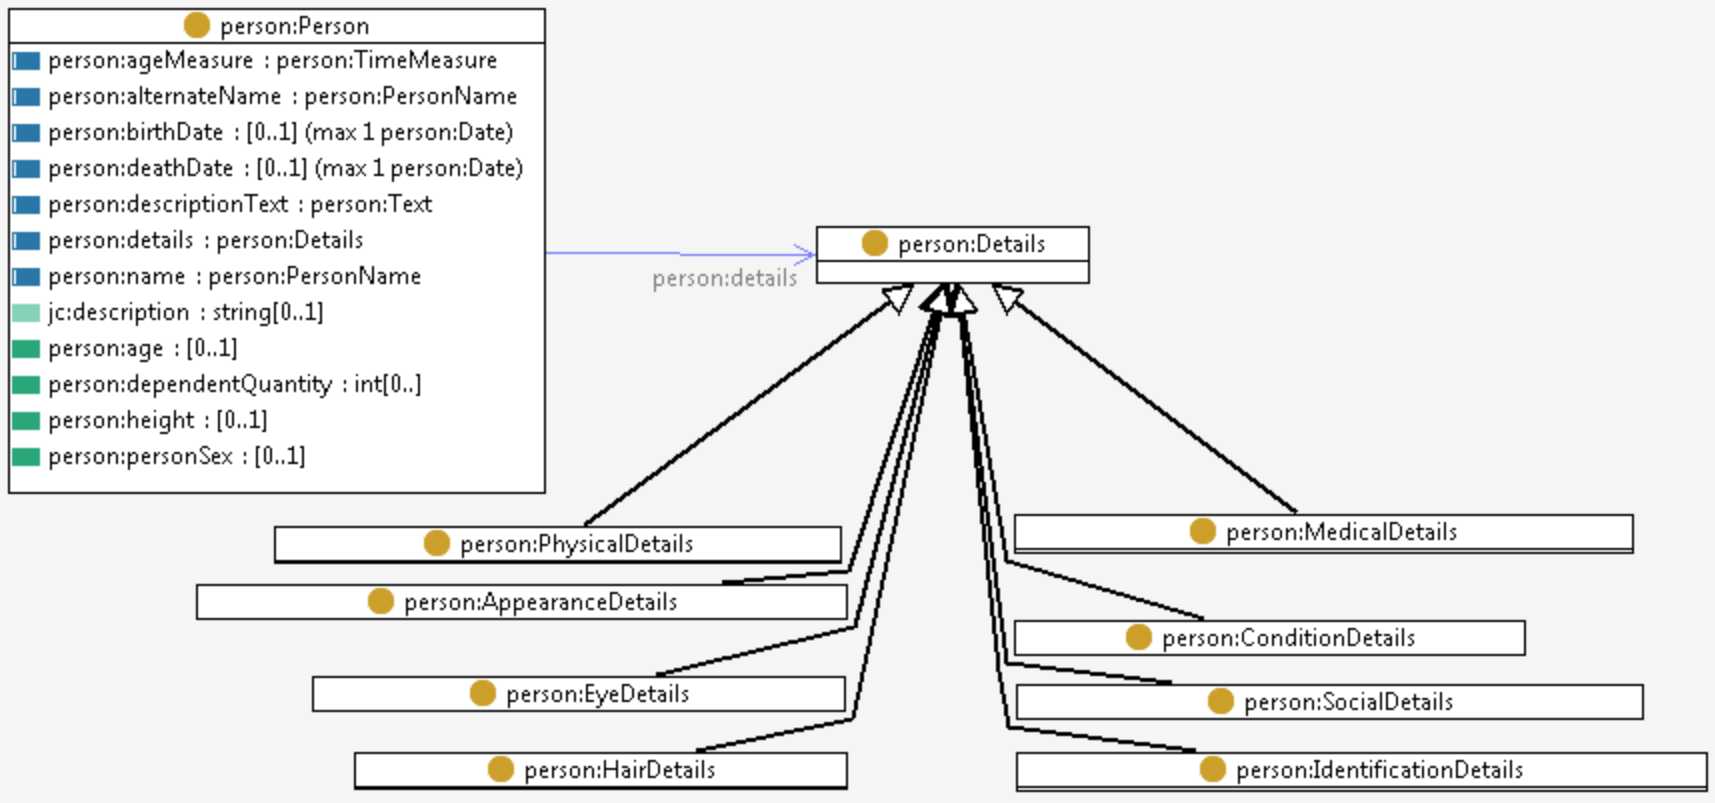 person:Person
person:ageMeasure : person:TimeMeasure
person:alternateName : person:PersonName
person:birthDate : [0..1] (max 1 person:Date)
person:deathDate : [0..1] (max 1 person:Date)
person:descriptionText : person:Text
person:details : person:Details
person:name : person:PersonName
jc:description : string[0..1]
person:age : [0..1]
person:dependentQuantity : int[0..]
person:height : [0..1]
person:personSex : [0..1]
person:details
person:Details
person:PhysicalDetails
person:MedicalDetails
person:AppearanceDetails
person:ConditionDetails
person:EyeDetails
person:SocialDetails
person:HairDetails
person:IdentificationDetails